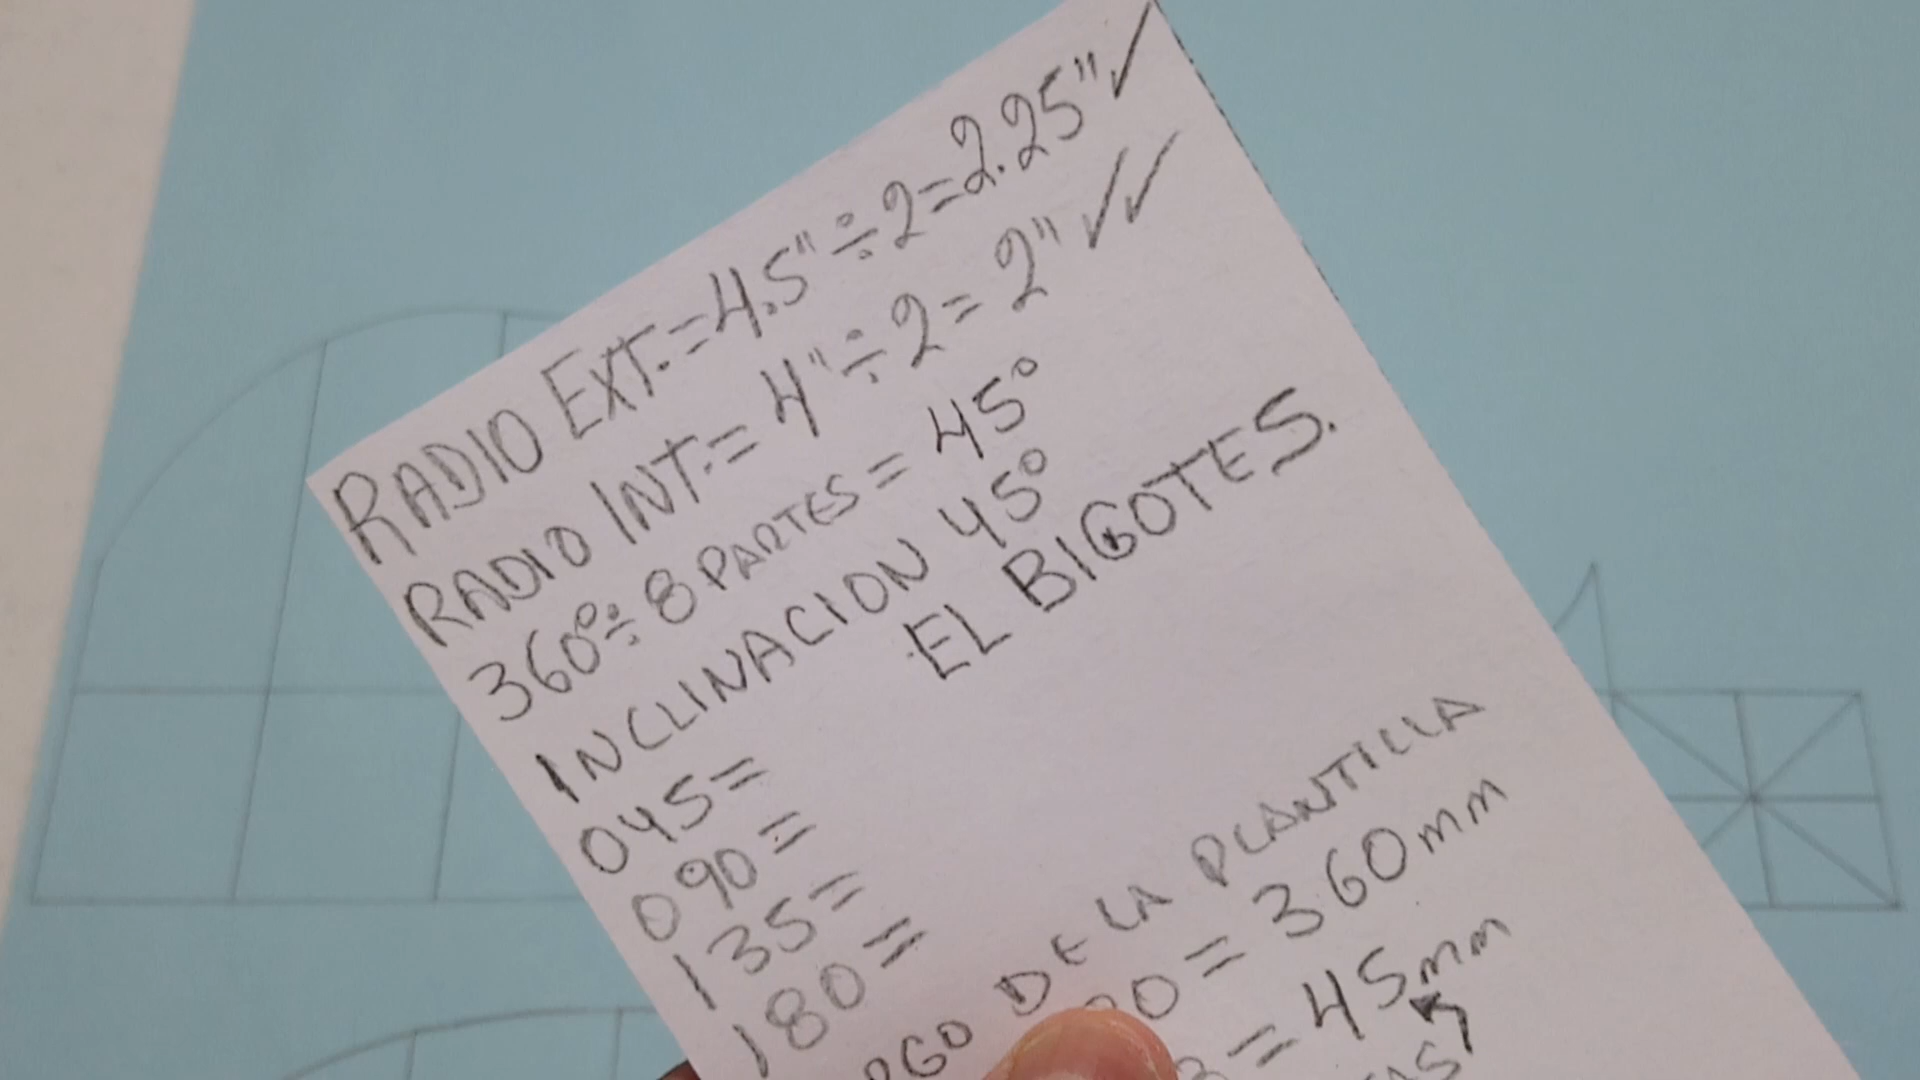 RADIO EXT.=4.5"÷2=2.25"✓
RADIO INT.=4"÷2=2"✓✓
360°÷8 PARTES=45°
INCLINACION 45°
EL BIGOTES.
045=
090=
135=
180=
DE LA PLANTILLA
=360mm
=45mm